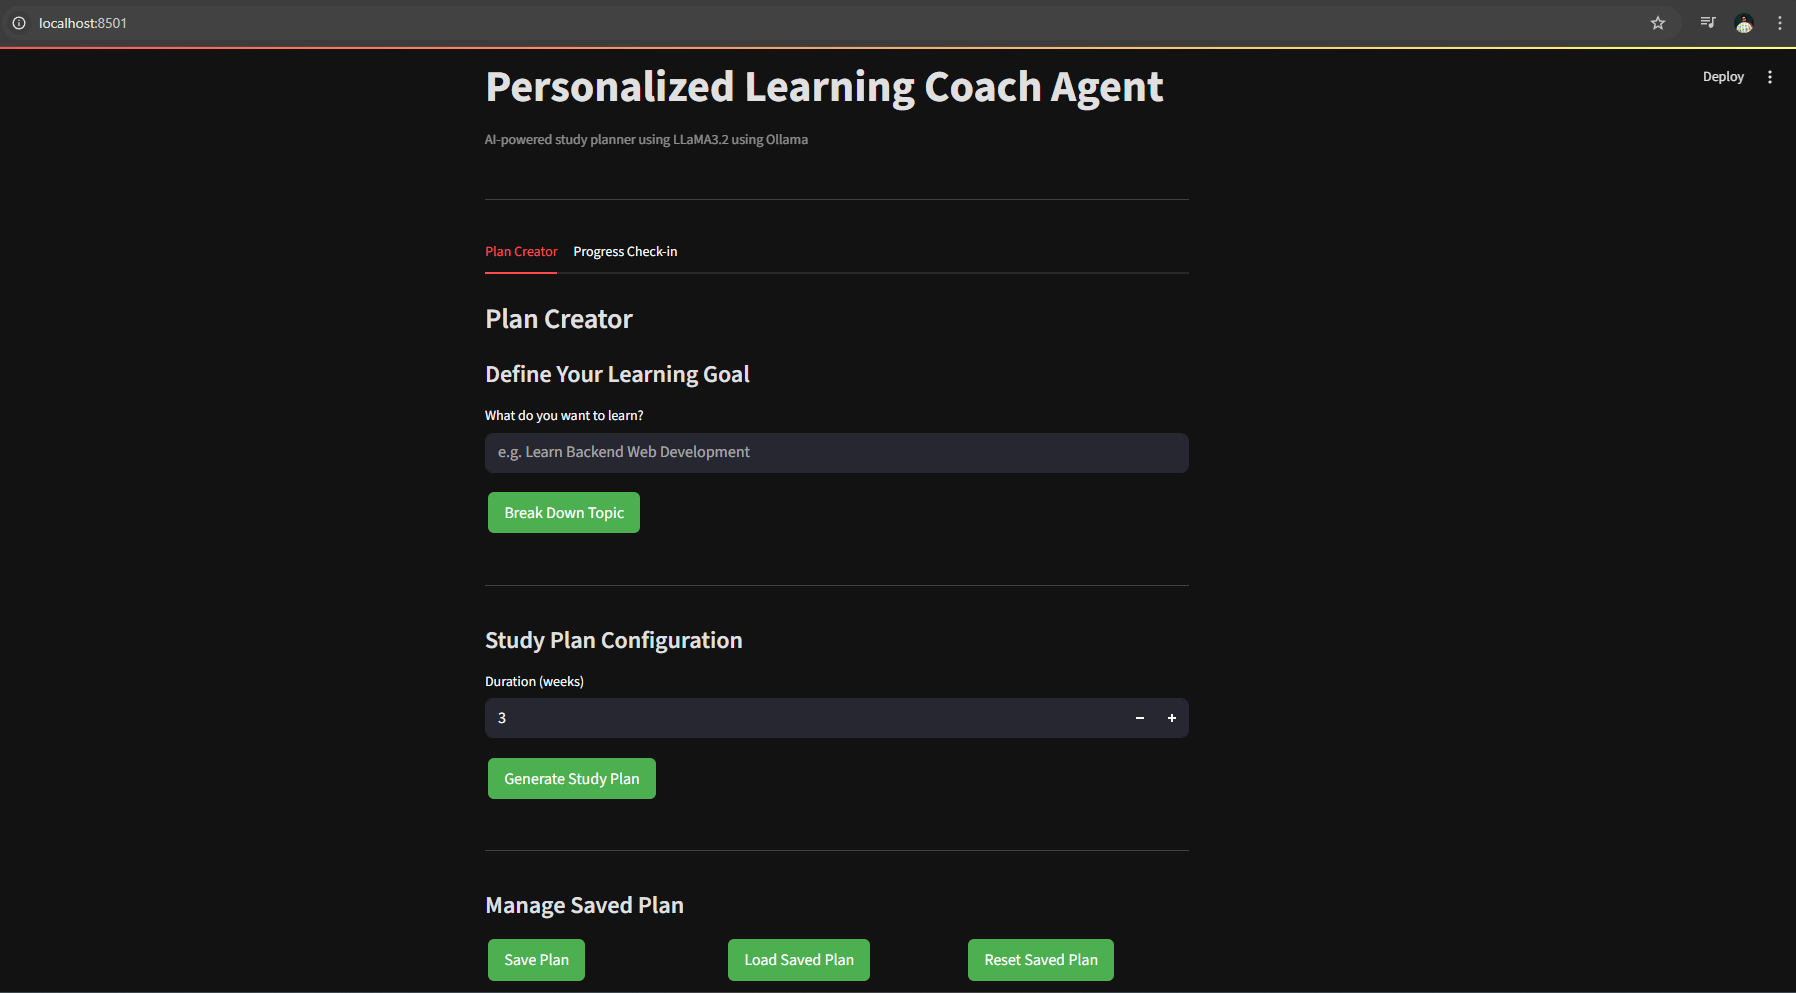 localhost:8501
Deploy
Personalized Learning Coach Agent
AI-powered study planner using LLaMA3.2 using Ollama
Plan Creator Progress Check-in
Plan Creator
Define Your Learning Goal
What do you want to learn?
e.g. Learn Backend Web Development
Break Down Topic
Study Plan Configuration
Duration (weeks)
3
Generate Study Plan
Manage Saved Plan
Save Plan Load Saved Plan Reset Saved Plan